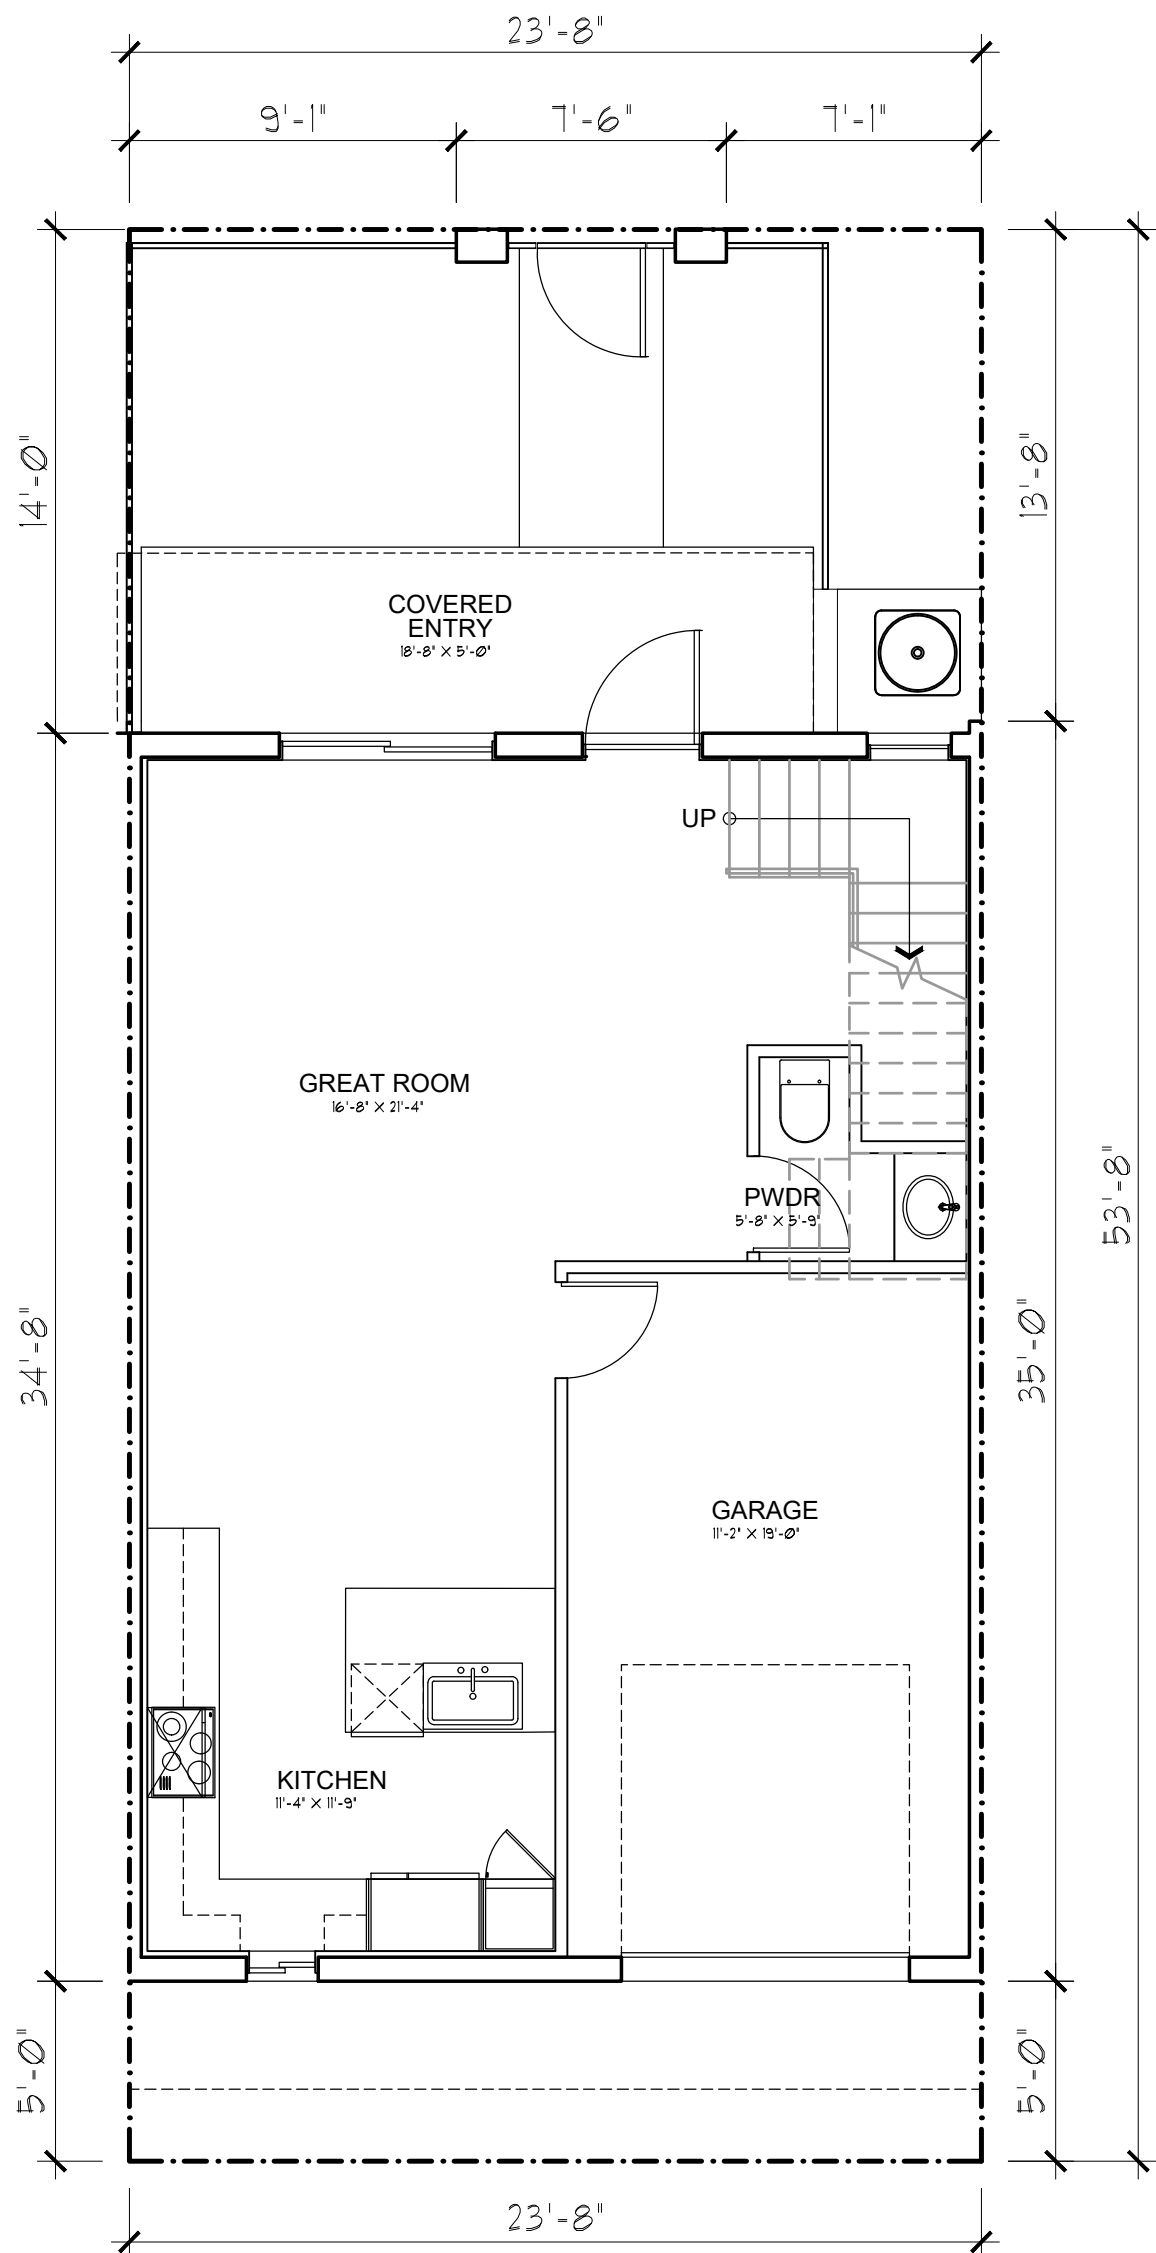 23'-8"
9'-1" 7'-6" 7'-1"
14'-0"
13'-8"
COVERED
ENTRY
18'-8" X 5'-0"
UP
GREAT ROOM
16'-8" X 21'-4"
PWDR
5'-8" X 5'-9"
53'-8"
34'-8"
35'-0"
GARAGE
11'-2" X 19'-0"
KITCHEN
11'-4" X 11'-9"
5'-0"
5'-0"
23'-8"